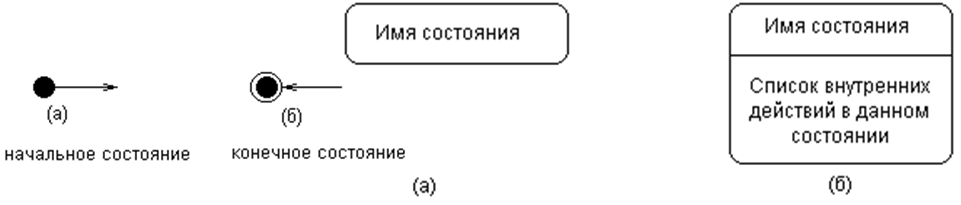 Имя состояния
(а)
(б)
начальное состояние
конечное состояние
(а)
Имя состояния
Список внутренних
действий в данном
состоянии
(б)